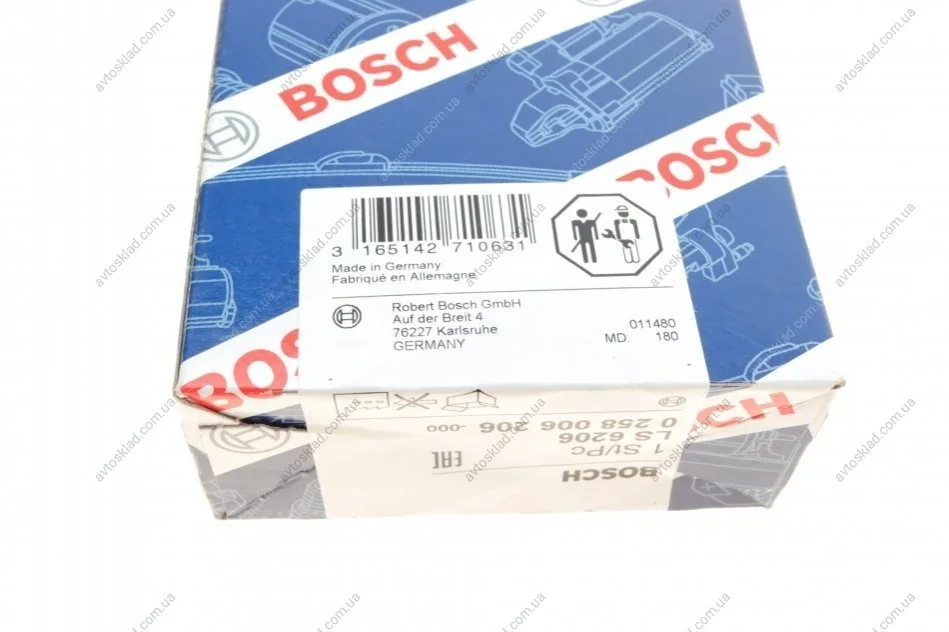 BOSCH
BOSCH
3 165142 710631
Made in Germany
Fabriqué en Allemagne
Robert Bosch GmbH
Auf der Breit 4
76227 Karlsruhe
GERMANY
011480
MD. 180
BOSCH
BOSCH
0 258 006 206 -000
LS 6206
1 St/Pc
EAC
BOSCH
avtosklad.com.ua